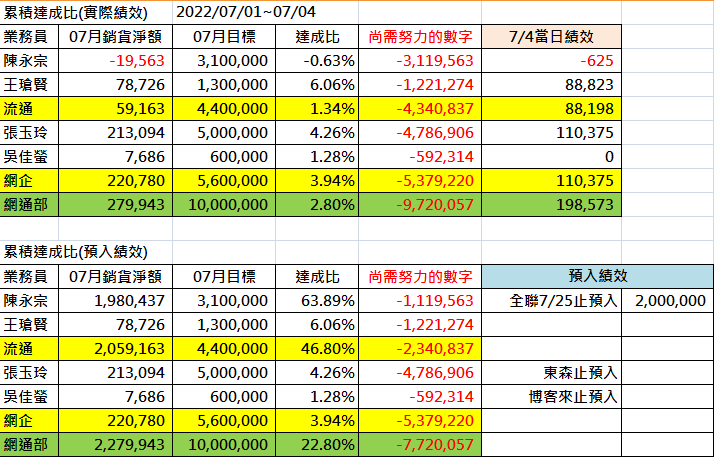 累積達成比(實際績效) 2022/07/01~07/04
業務員 07月銷貨淨額 07月目標 達成比 尚需努力的數字 7/4當日績效
陳永宗 -19,563 3,100,000 -0.63% -3,119,563 -625
王瑲賢 78,726 1,300,000 6.06% -1,221,274 88,823
流通 59,163 4,400,000 1.34% -4,340,837 88,198
張玉玲 213,094 5,000,000 4.26% -4,786,906 110,375
吳佳螢 7,686 600,000 1.28% -592,314 0
網企 220,780 5,600,000 3.94% -5,379,220 110,375
網通部 279,943 10,000,000 2.80% -9,720,057 198,573
累積達成比(預入績效)
業務員 07月銷貨淨額 07月目標 達成比 尚需努力的數字 預入績效
陳永宗 1,980,437 3,100,000 63.89% -1,119,563 全聯7/25止預入 2,000,000
王瑲賢 78,726 1,300,000 6.06% -1,221,274
流通 2,059,163 4,400,000 46.80% -2,340,837
張玉玲 213,094 5,000,000 4.26% -4,786,906 東森止預入
吳佳螢 7,686 600,000 1.28% -592,314 博客來止預入
網企 220,780 5,600,000 3.94% -5,379,220
網通部 2,279,943 10,000,000 22.80% -7,720,057